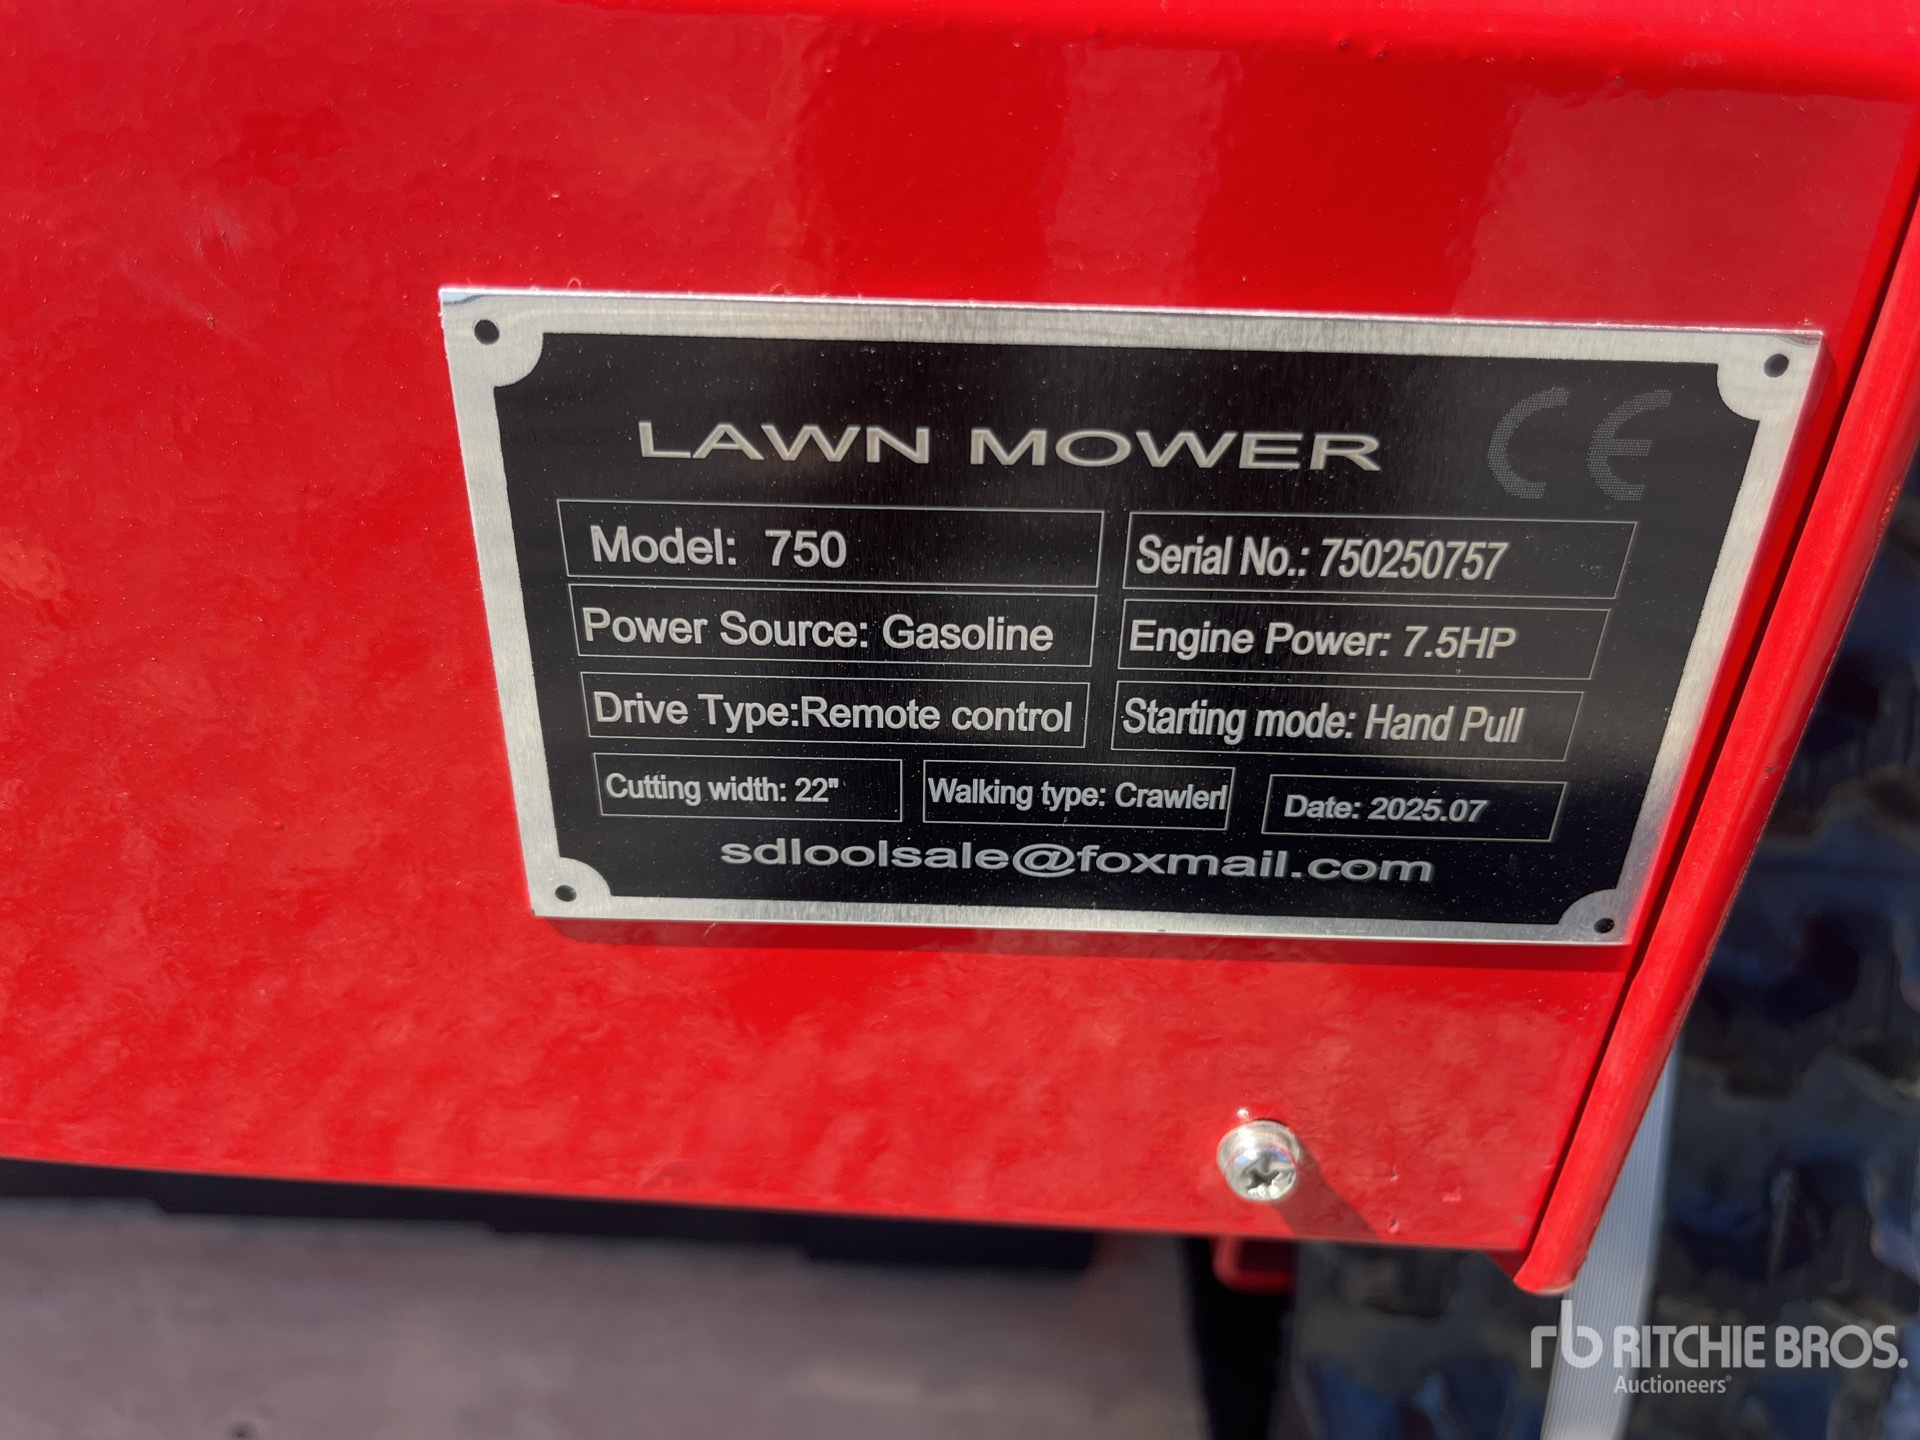 LAWN MOWER CE
Model: 750 Serial No.: 750250757
Power Source: Gasoline Engine Power: 7.5HP
Drive Type:Remote control Starting mode: Hand Pull
Cutting width: 22" Walking type: Crawlerl Date: 2025.07
sdloolsale@foxmail.com
rb RITCHIE BROS.
Auctioneers®